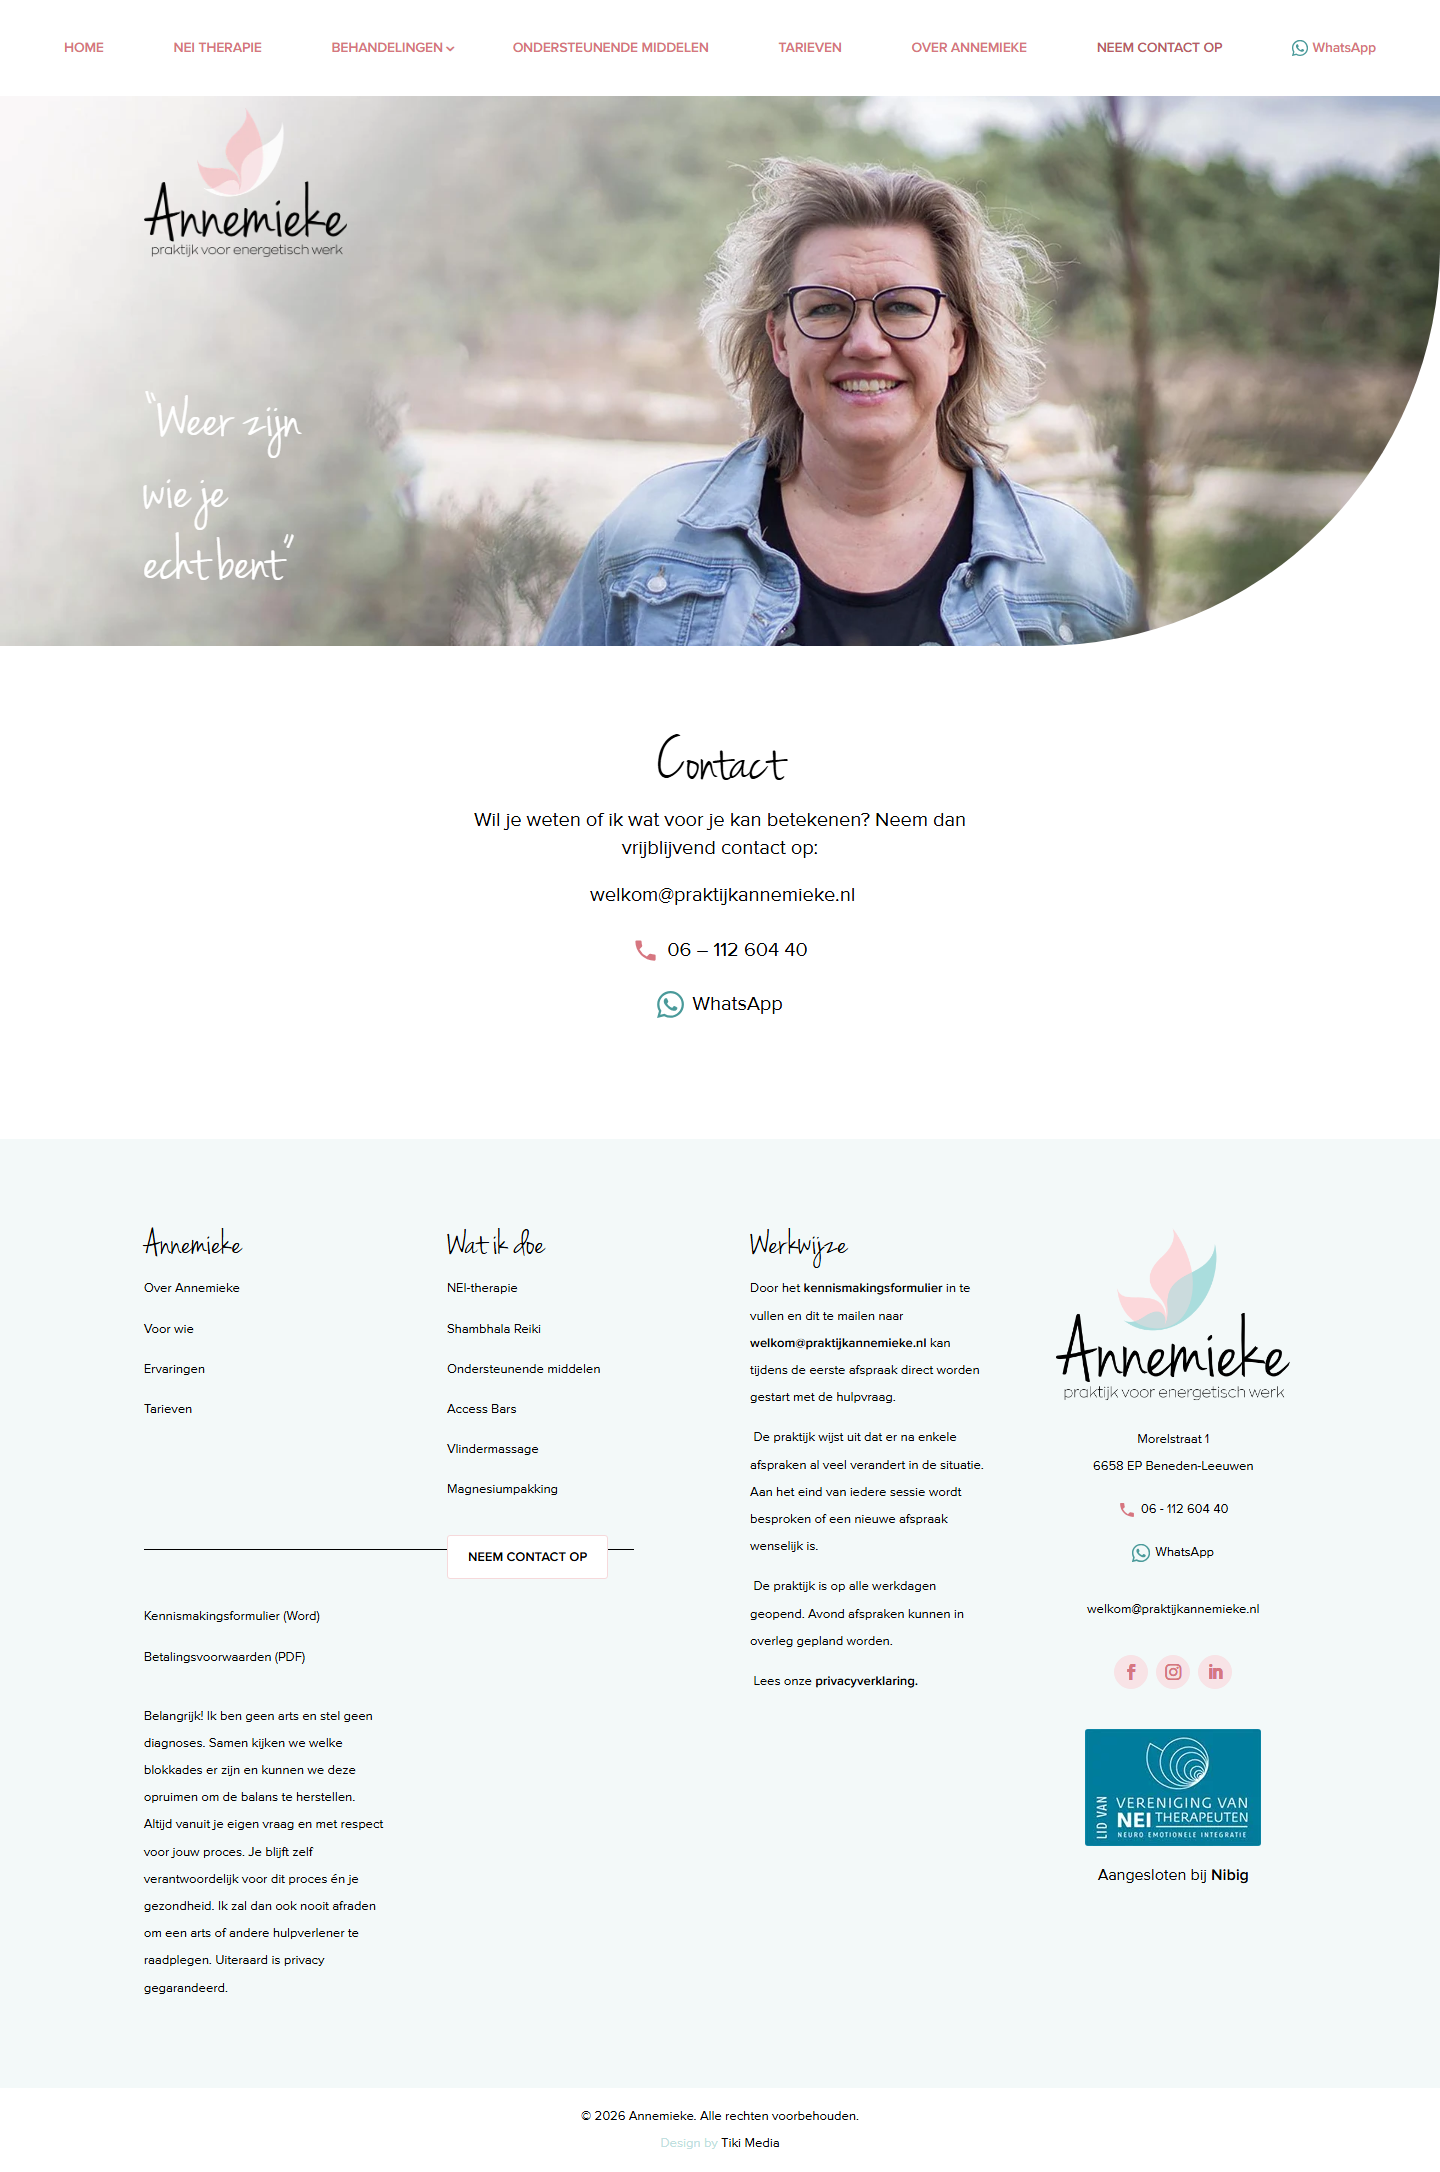 HOME
NEI THERAPIE
BEHANDELINGEN
ONDERSTEUNENDE MIDDELEN
TARIEVEN
OVER ANNEMIEKE
NEEM CONTACT OP
WhatsApp
Annemieke
praktijk voor energetisch werk
"Weer zijn
wie je
echt bent"
Contact
Wil je weten of ik wat voor je kan betekenen? Neem dan
vrijblijvend contact op:
welkom@praktijkannemieke.nl
06 – 112 604 40
WhatsApp
Annemieke
Over Annemieke
Voor wie
Ervaringen
Tarieven
Wat ik doe
NEI-therapie
Shambhala Reiki
Ondersteunende middelen
Access Bars
Vlindermassage
Magnesiumpakking
NEEM CONTACT OP
Kennismakingsformulier (Word)
Betalingsvoorwaarden (PDF)
Belangrijk! Ik ben geen arts en stel geen
diagnoses. Samen kijken we welke
blokkades er zijn en kunnen we deze
opruimen om de balans te herstellen.
Altijd vanuit je eigen vraag en met respect
voor jouw proces. Je blijft zelf
verantwoordelijk voor dit proces én je
gezondheid. Ik zal dan ook nooit afraden
om een arts of andere hulpverlener te
raadplegen. Uiteraard is privacy
gegarandeerd.
Werkwijze
Door het kennismakingsformulier in te
vullen en dit te mailen naar
welkom@praktijkannemieke.nl kan
tijdens de eerste afspraak direct worden
gestart met de hulpvraag.
De praktijk wijst uit dat er na enkele
afspraken al veel verandert in de situatie.
Aan het eind van iedere sessie wordt
besproken of een nieuwe afspraak
wenselijk is.
De praktijk is op alle werkdagen
geopend. Avond afspraken kunnen in
overleg gepland worden.
Lees onze privacyverklaring.
Annemieke
praktijk voor energetisch werk
Morelstraat 1
6658 EP Beneden-Leeuwen
06 - 112 604 40
WhatsApp
welkom@praktijkannemieke.nl
LID VAN
VERENIGING VAN
NEI THERAPEUTEN
NEURO EMOTIONELE INTEGRATIE
Aangesloten bij Nibig
© 2026 Annemieke. Alle rechten voorbehouden.
Design by Tiki Media